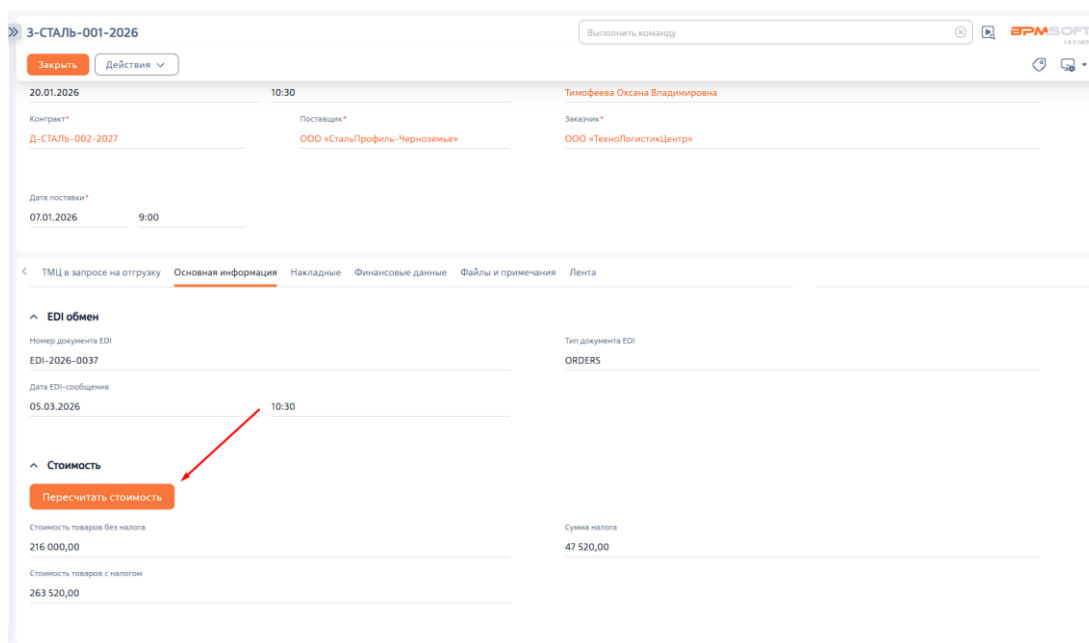 З-СТАЛЬ-001-2026
Выполнить команду
BPMSOFT
Закрыть
Действия
20.01.2026 10:30 Тимофеева Оксана Владимировна
Контракт* Поставщик* Заказчик*
Д-СТАЛЬ-002-2027 ООО «СтальПрофиль-Черноземье» ООО «ТехноЛогистикЦентр»
Дата поставки*
07.01.2026 9:00
ТМЦ в запросе на отгрузку Основная информация Накладные Финансовые данные Файлы и примечания Лента
EDI обмен
Номер документа EDI Тип документа EDI
EDI-2026-0037 ORDERS
Дата EDI-сообщения
05.03.2026 10:30
Стоимость
Пересчитать стоимость
Стоимость товаров без налога Сумма налога
216 000,00 47 520,00
Стоимость товаров с налогом
263 520,00